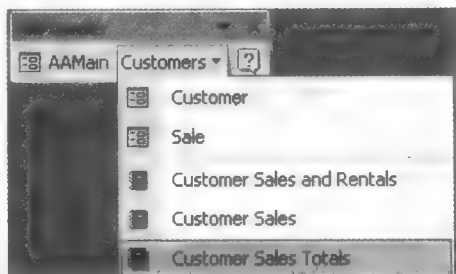 AAMain Customers ?
Customer
Sale
Customer Sales and Rentals
Customer Sales
Customer Sales Totals